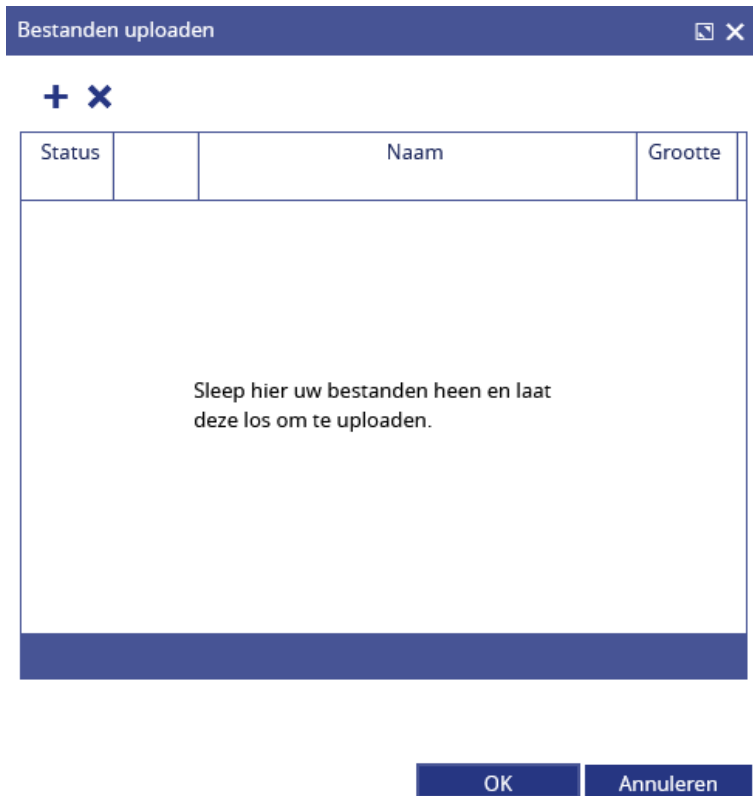 Bestanden uploaden
Status Naam Grootte
Sleep hier uw bestanden heen en laat
deze los om te uploaden.
OK Annuleren